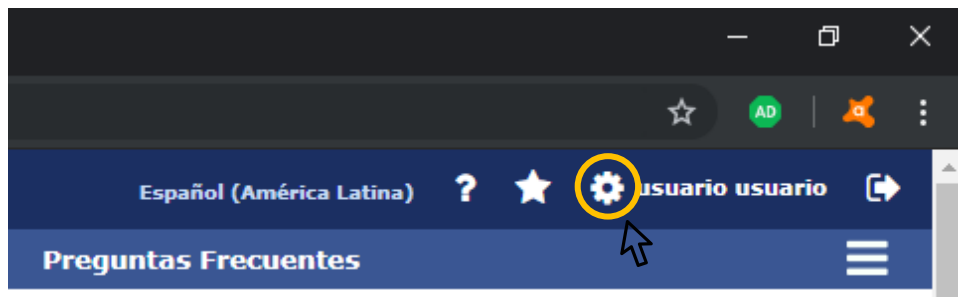 AD
Español (América Latina) ? usuario usuario
Preguntas Frecuentes